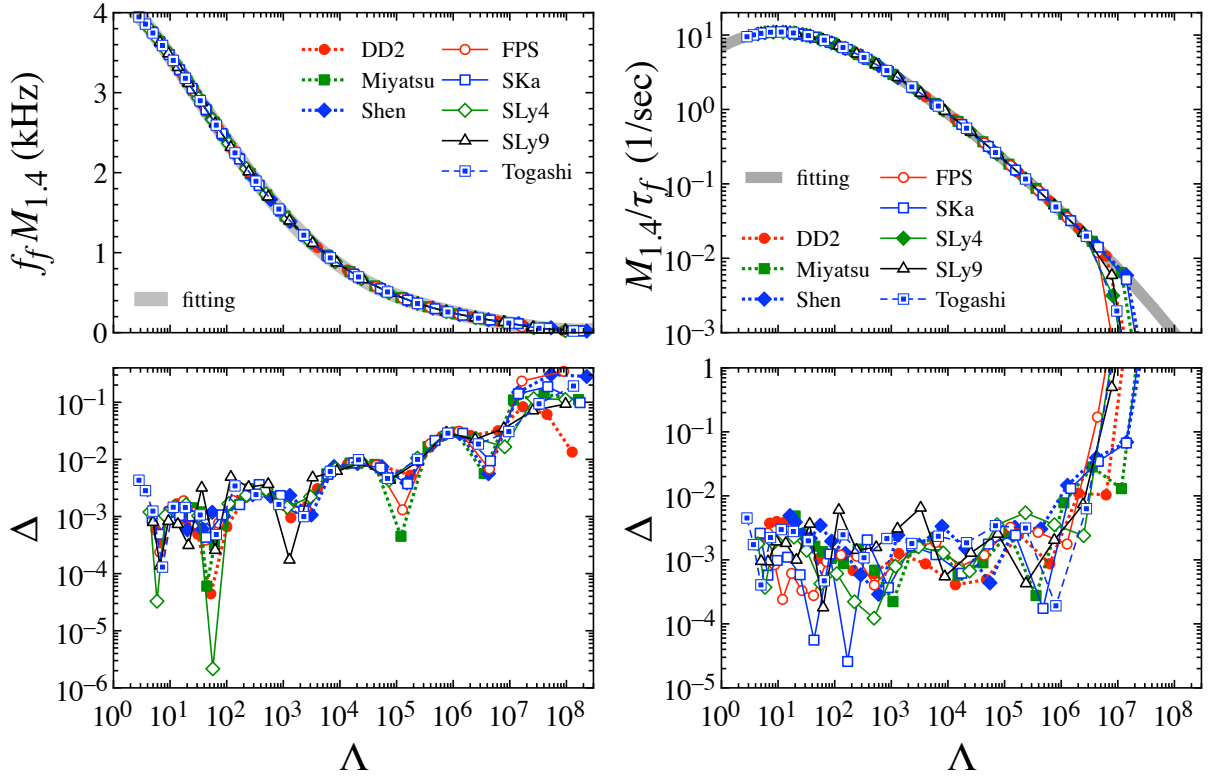 f_f M_{1.4} (kHz)
4
3
2
1
0
DD2
Miyatsu
Shen
FPS
SKa
SLy4
SLy9
Togashi
fitting
M_{1.4}/τ_f (1/sec)
10^1
10^0
10^{-1}
10^{-2}
10^{-3}
fitting
DD2
Miyatsu
Shen
FPS
SKa
SLy4
SLy9
Togashi
Δ
10^{-1}
10^{-2}
10^{-3}
10^{-4}
10^{-5}
10^{-6}
10^0 10^1 10^2 10^3 10^4 10^5 10^6 10^7 10^8
Λ
Δ
1
10^{-1}
10^{-2}
10^{-3}
10^{-4}
10^{-5}
10^0 10^1 10^2 10^3 10^4 10^5 10^6 10^7 10^8
Λ